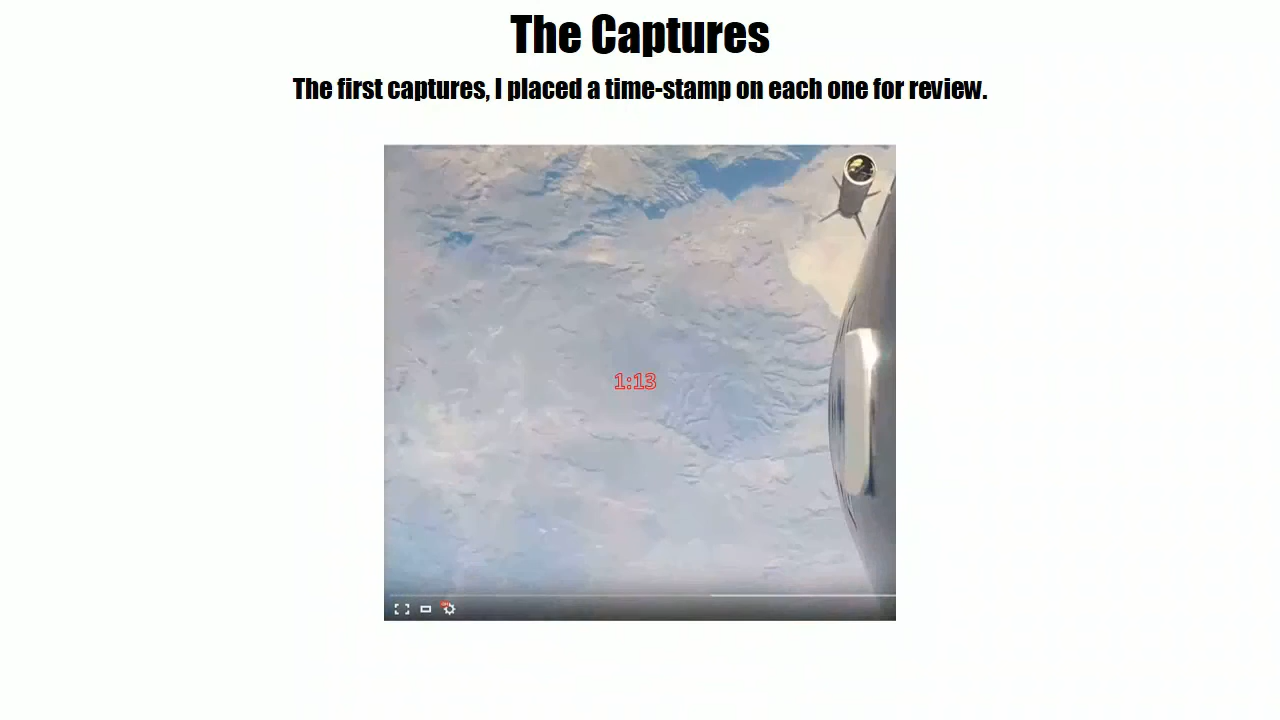 The Captures
The first captures, I placed a time-stamp on each one for review.
1:13